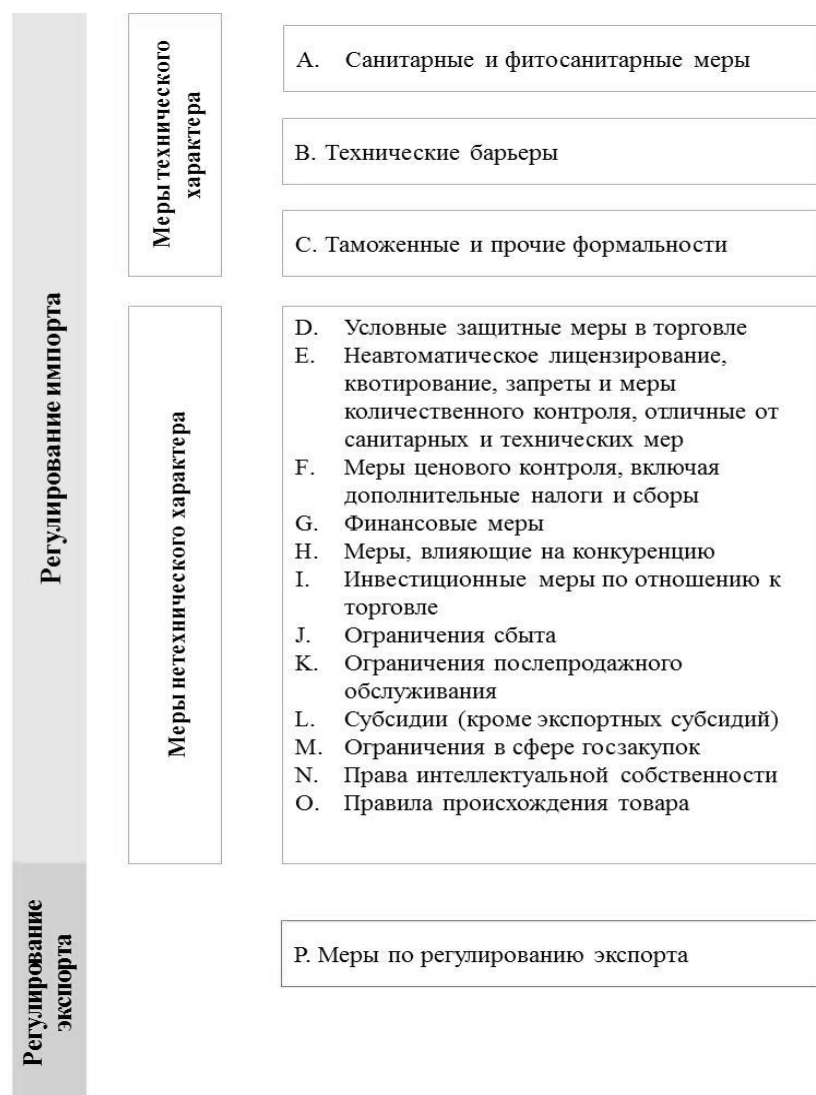 Регулирование импорта
Меры технического
характера
A. Санитарные и фитосанитарные меры
B. Технические барьеры
C. Таможенные и прочие формальности
Меры нетехнического характера
D. Условные защитные меры в торговле
E. Неавтоматическое лицензирование,
квотирование, запреты и меры
количественного контроля, отличные от
санитарных и технических мер
F. Меры ценового контроля, включая
дополнительные налоги и сборы
G. Финансовые меры
H. Меры, влияющие на конкуренцию
I. Инвестиционные меры по отношению к
торговле
J. Ограничения сбыта
K. Ограничения послепродажного
обслуживания
L. Субсидии (кроме экспортных субсидий)
M. Ограничения в сфере госзакупок
N. Права интеллектуальной собственности
O. Правила происхождения товара
Регулирование
экспорта
P. Меры по регулированию экспорта